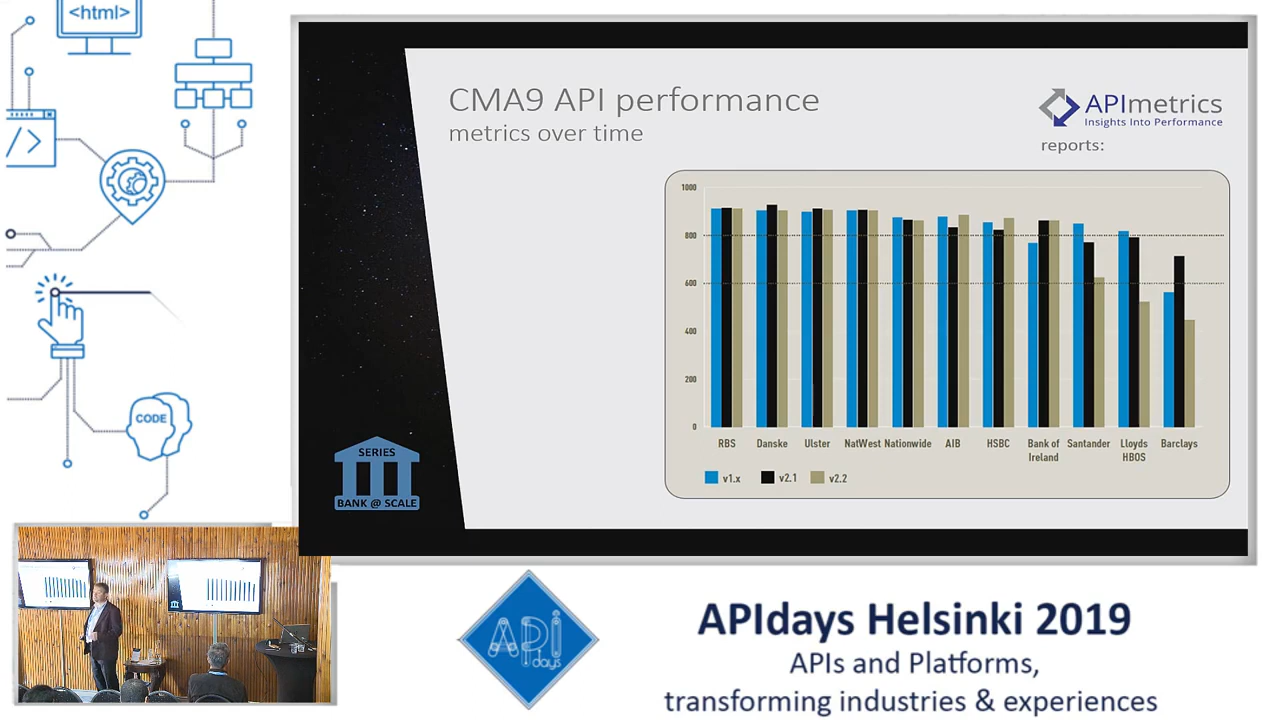 <html>
</>
CODE
CMA9 API performance
metrics over time
APImetrics
Insights Into Performance
reports:
1000
800
600
400
200
0
RBS
Danske
Ulster
NatWest
Nationwide
AIB
HSBC
Bank of
Ireland
Santander
Lloyds
HBOS
Barclays
v1.x
v2.1
v2.2
SERIES
BANK @ SCALE
API
days
APIdays Helsinki 2019
APIs and Platforms,
transforming industries & experiences